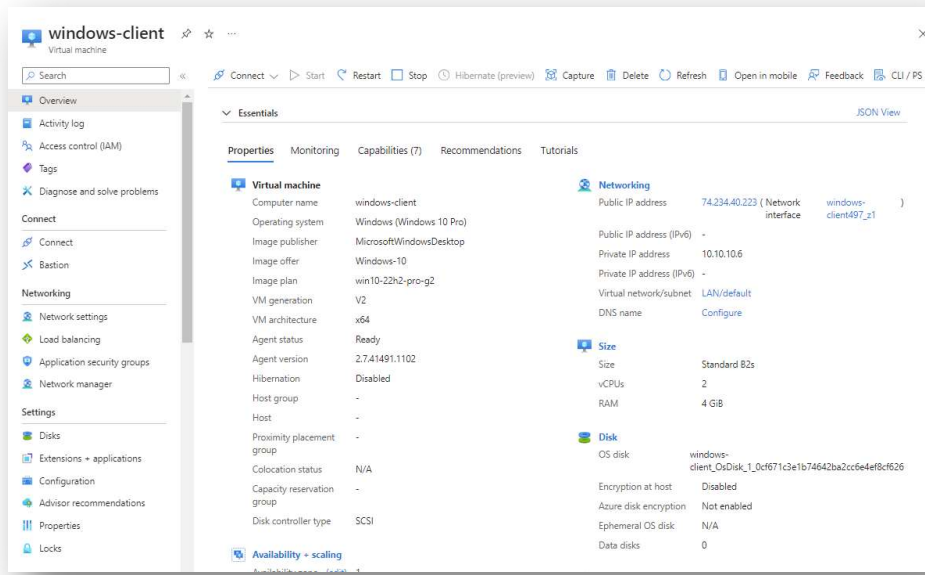 windows-client
Virtual machine
Search
Overview
Activity log
Access control (IAM)
Tags
Diagnose and solve problems
Connect
Connect
Bastion
Networking
Network settings
Load balancing
Application security groups
Network manager
Settings
Disks
Extensions + applications
Configuration
Advisor recommendations
Properties
Locks
Connect Start Restart Stop Hibernate (preview) Capture Delete Refresh Open in mobile Feedback CLI / PS
Essentials JSON View
Properties Monitoring Capabilities (7) Recommendations Tutorials
Virtual machine
Computer name windows-client
Operating system Windows (Windows 10 Pro)
Image publisher MicrosoftWindowsDesktop
Image offer Windows-10
Image plan win10-22h2-pro-g2
VM generation V2
VM architecture x64
Agent status Ready
Agent version 2.7.41491.1102
Hibernation Disabled
Host group -
Host -
Proximity placement -
group
Colocation status N/A
Capacity reservation -
group
Disk controller type SCSI
Availability + scaling
Availability zone (edit) 1
Networking
Public IP address 74.234.40.223 ( Network windows- )
interface client497_z1
Public IP address (IPv6) -
Private IP address 10.10.10.6
Private IP address (IPv6) -
Virtual network/subnet LAN/default
DNS name Configure
Size
Size Standard B2s
vCPUs 2
RAM 4 GiB
Disk
OS disk windows-
client_OsDisk_1_0cf671c3e1b74642ba2cc6e4ef8cf626
Encryption at host Disabled
Azure disk encryption Not enabled
Ephemeral OS disk N/A
Data disks 0